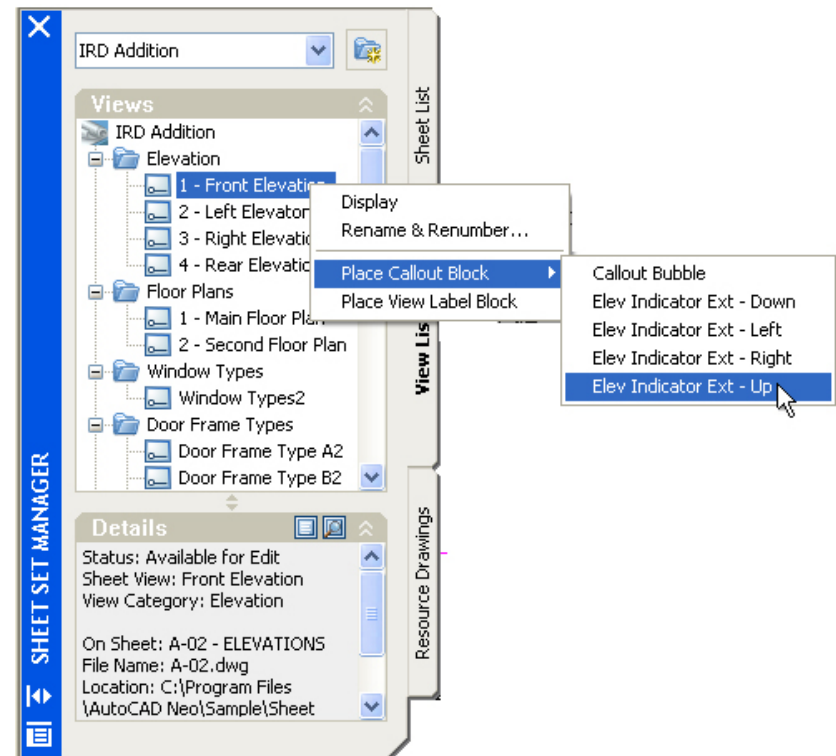 IRD Addition
Views
IRD Addition
Elevation
1 - Front Elevation
2 - Left Elevaton
3 - Right Elevatio
4 - Rear Elevatio
Floor Plans
1 - Main Floor Plan
2 - Second Floor Plan
Window Types
Window Types2
Door Frame Types
Door Frame Type A2
Door Frame Type B2
Details
Status: Available for Edit
Sheet View: Front Elevation
View Category: Elevation
On Sheet: A-02 - ELEVATIONS
File Name: A-02.dwg
Location: C:\Program Files
\AutoCAD Neo\Sample\Sheet
SHEET SET MANAGER
Sheet List
View Lis
Resource Drawings
Display
Rename & Renumber...
Place Callout Block
Place View Label Block
Callout Bubble
Elev Indicator Ext - Down
Elev Indicator Ext - Left
Elev Indicator Ext - Right
Elev Indicator Ext - Up